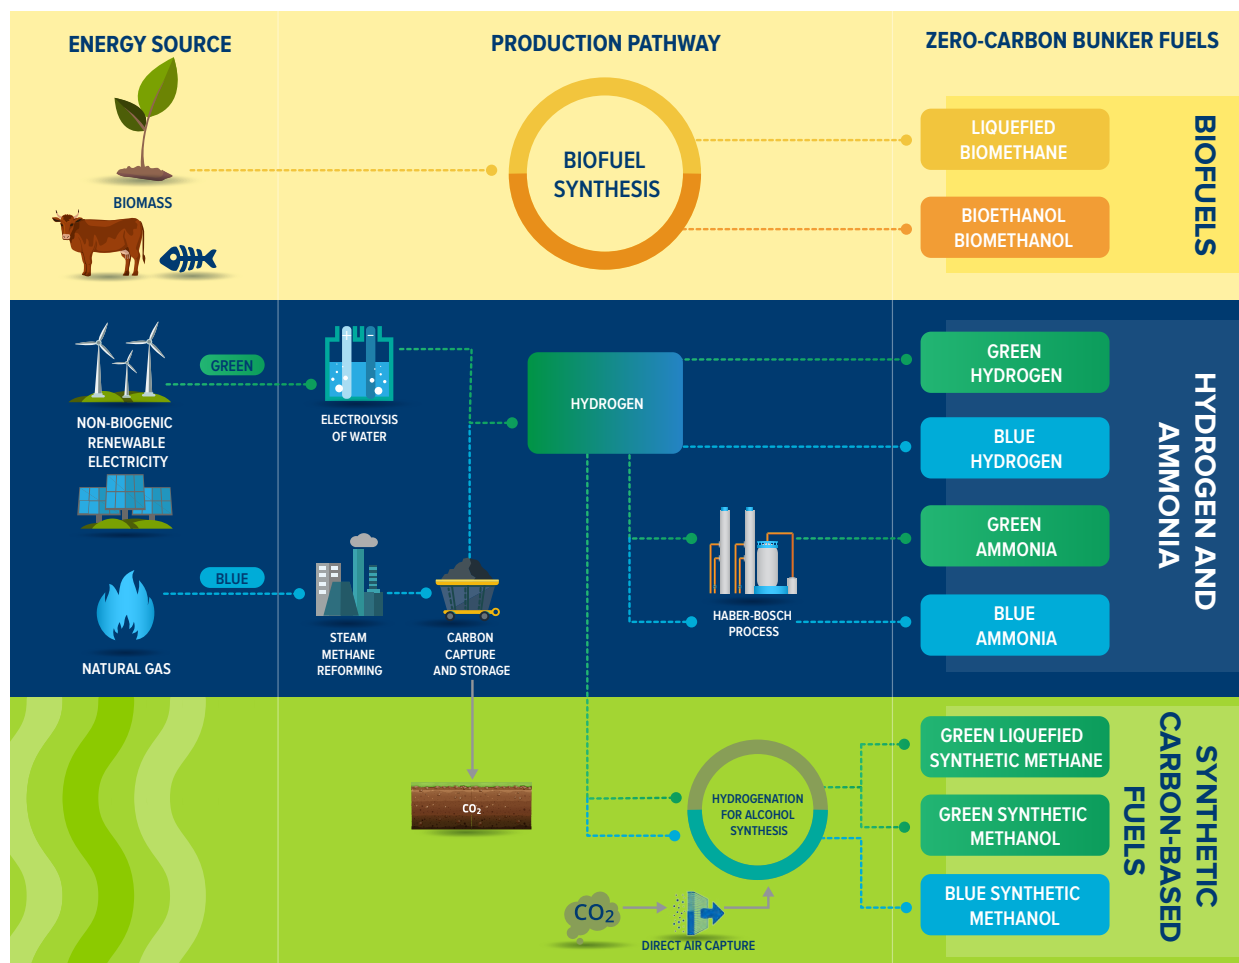 ENERGY SOURCE
PRODUCTION PATHWAY
ZERO-CARBON BUNKER FUELS
BIOMASS
BIOFUEL
SYNTHESIS
LIQUEFIED
BIOMETHANE
BIOETHANOL
BIOMETHANOL
BIOFUELS
GREEN
NON-BIOGENIC
RENEWABLE
ELECTRICITY
ELECTROLYSIS
OF WATER
HYDROGEN
GREEN
HYDROGEN
BLUE
HYDROGEN
GREEN
AMMONIA
BLUE
AMMONIA
HYDROGEN AND
AMMONIA
BLUE
NATURAL GAS
STEAM
METHANE
REFORMING
CARBON
CAPTURE
AND STORAGE
HABER-BOSCH
PROCESS
CO₂
HYDROGENATION
FOR ALCOHOL
SYNTHESIS
CO₂
DIRECT AIR CAPTURE
GREEN LIQUEFIED
SYNTHETIC METHANE
GREEN SYNTHETIC
METHANOL
BLUE SYNTHETIC
METHANOL
SYNTHETIC
CARBON-BASED
FUELS